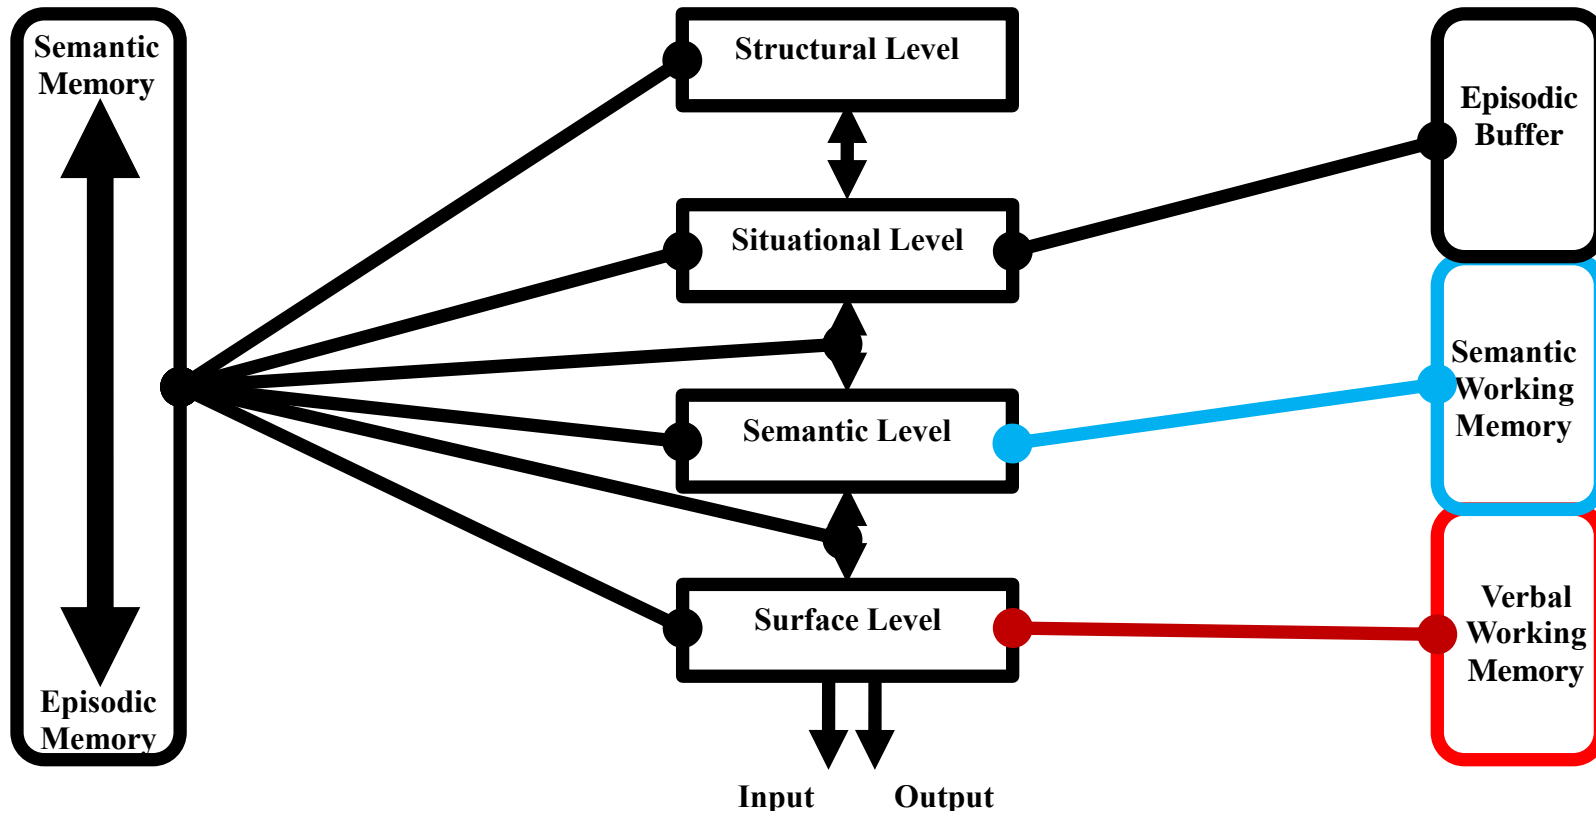 Semantic
Memory
Episodic
Memory
Structural Level
Situational Level
Semantic Level
Surface Level
Input
Output
Episodic
Buffer
Semantic
Working
Memory
Verbal
Working
Memory